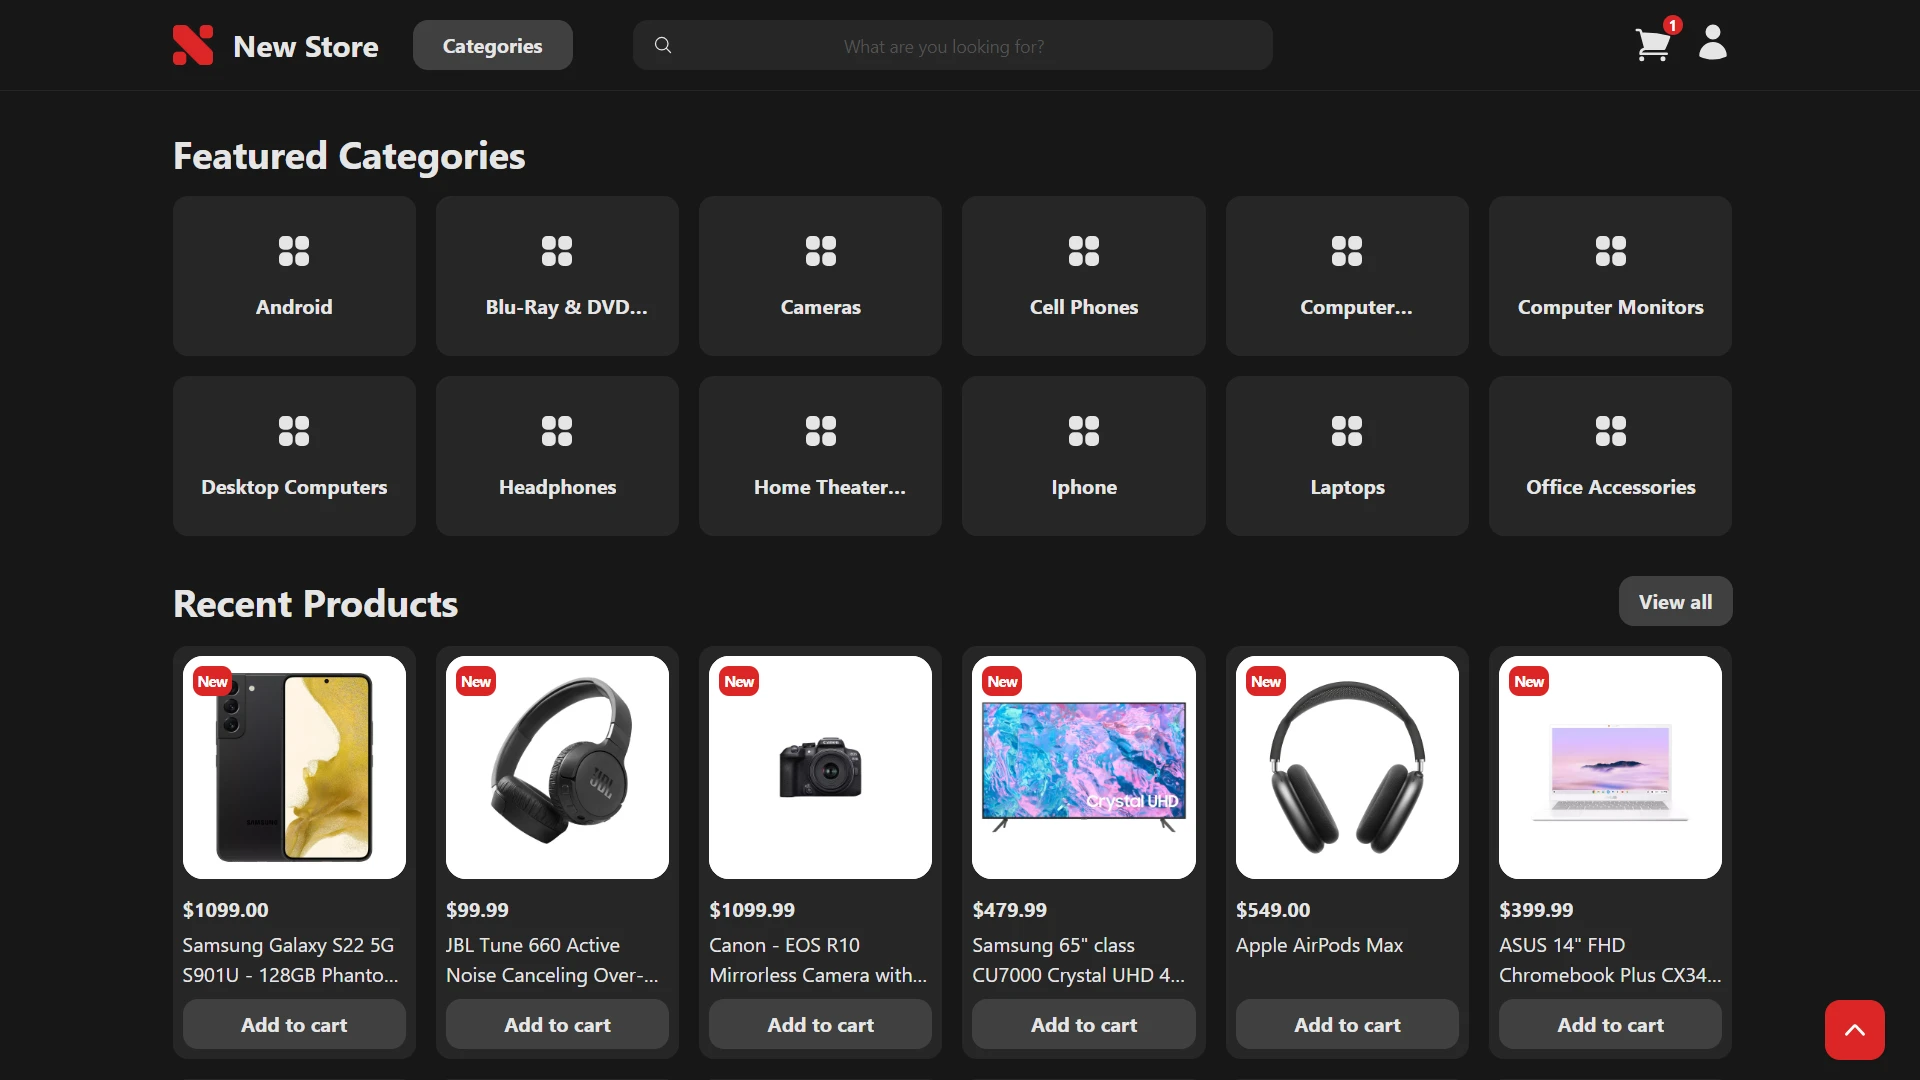 New Store
Categories
What are you looking for?
1
Featured Categories
Android
Blu-Ray & DVD...
Cameras
Cell Phones
Computer...
Computer Monitors
Desktop Computers
Headphones
Home Theater...
Iphone
Laptops
Office Accessories
Recent Products
View all
New
SAMSUNG
$1099.00
Samsung Galaxy S22 5G
S901U - 128GB Phanto...
Add to cart
New
JBL
$99.99
JBL Tune 660 Active
Noise Canceling Over-...
Add to cart
New
Canon
$1099.99
Canon - EOS R10
Mirrorless Camera with...
Add to cart
New
Crystal UHD
$479.99
Samsung 65" class
CU7000 Crystal UHD 4...
Add to cart
New
$549.00
Apple AirPods Max
Add to cart
New
$399.99
ASUS 14" FHD
Chromebook Plus CX34...
Add to cart